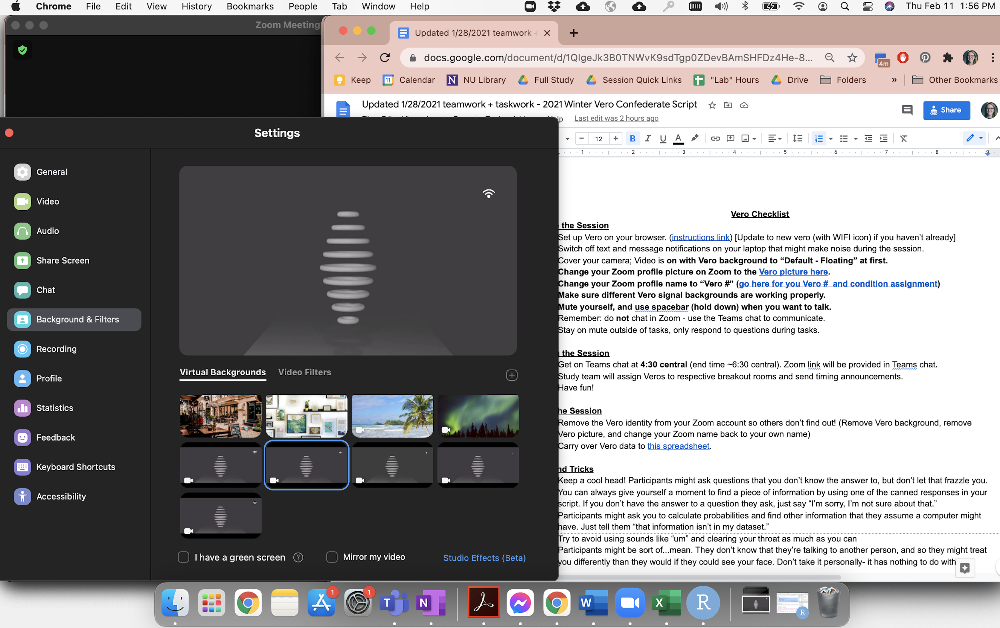 Chrome File Edit View History Bookmarks People Tab Window Help
Thu Feb 11 1:56 PM
Zoom Meeting
Updated 1/28/2021 teamwork +
docs.google.com/document/d/1QIgeJk3B0TNWvK9sdTgp0ZDevBAmSHFDz4He-8...
4m
Keep
11 Calendar
N NU Library
Full Study
Session Quick Links
"Lab" Hours
Drive
Folders
»
Other Bookmarks
Updated 1/28/2021 teamwork + taskwork - 2021 Winter Vero Confederate Script
Share
Last edit was 2 hours ago
12
B I U A
1 2 3 4 5 6 7 8 9
Settings
General
Video
Audio
Share Screen
Chat
Background & Filters
Recording
Profile
Statistics
Feedback
Keyboard Shortcuts
Accessibility
Virtual Backgrounds Video Filters
I have a green screen ?
Mirror my video
Studio Effects (Beta)
Vero Checklist
the Session
Set up Vero on your browser. (instructions link) [Update to new vero (with WIFI icon) if you haven't already]
Switch off text and message notifications on your laptop that might make noise during the session.
Cover your camera; Video is on with Vero background to “Default - Floating” at first.
Change your Zoom profile picture on Zoom to the Vero picture here.
Change your Zoom profile name to “Vero #” (go here for you Vero # and condition assignment)
Make sure different Vero signal backgrounds are working properly.
Mute yourself, and use spacebar (hold down) when you want to talk.
Remember: do not chat in Zoom - use the Teams chat to communicate.
Stay on mute outside of tasks, only respond to questions during tasks.
the Session
Get on Teams chat at 4:30 central (end time ~6:30 central). Zoom link will be provided in Teams chat.
Study team will assign Veros to respective breakout rooms and send timing announcements.
Have fun!
he Session
Remove the Vero identity from your Zoom account so others don’t find out! (Remove Vero background, remove
Vero picture, and change your Zoom name back to your own name)
Carry over Vero data to this spreadsheet.
nd Tricks
Keep a cool head! Participants might ask questions that you don’t know the answer to, but don’t let that frazzle you.
You can always give yourself a moment to find a piece of information by using one of the canned responses in your
script. If you don’t have the answer to a question they ask, just say “I’m sorry, I’m not sure about that.”
Participants might ask you to calculate probabilities and find other information that they assume a computer might
have. Just tell them “that information isn’t in my dataset.”
Try to avoid using sounds like “um” and clearing your throat as much as you can
Participants might be sort of...mean. They don’t know that they’re talking to another person, and so they might treat
you differently than they would if they could see your face. Don’t take it personally- it has nothing to do with
1 1 T N W X R R